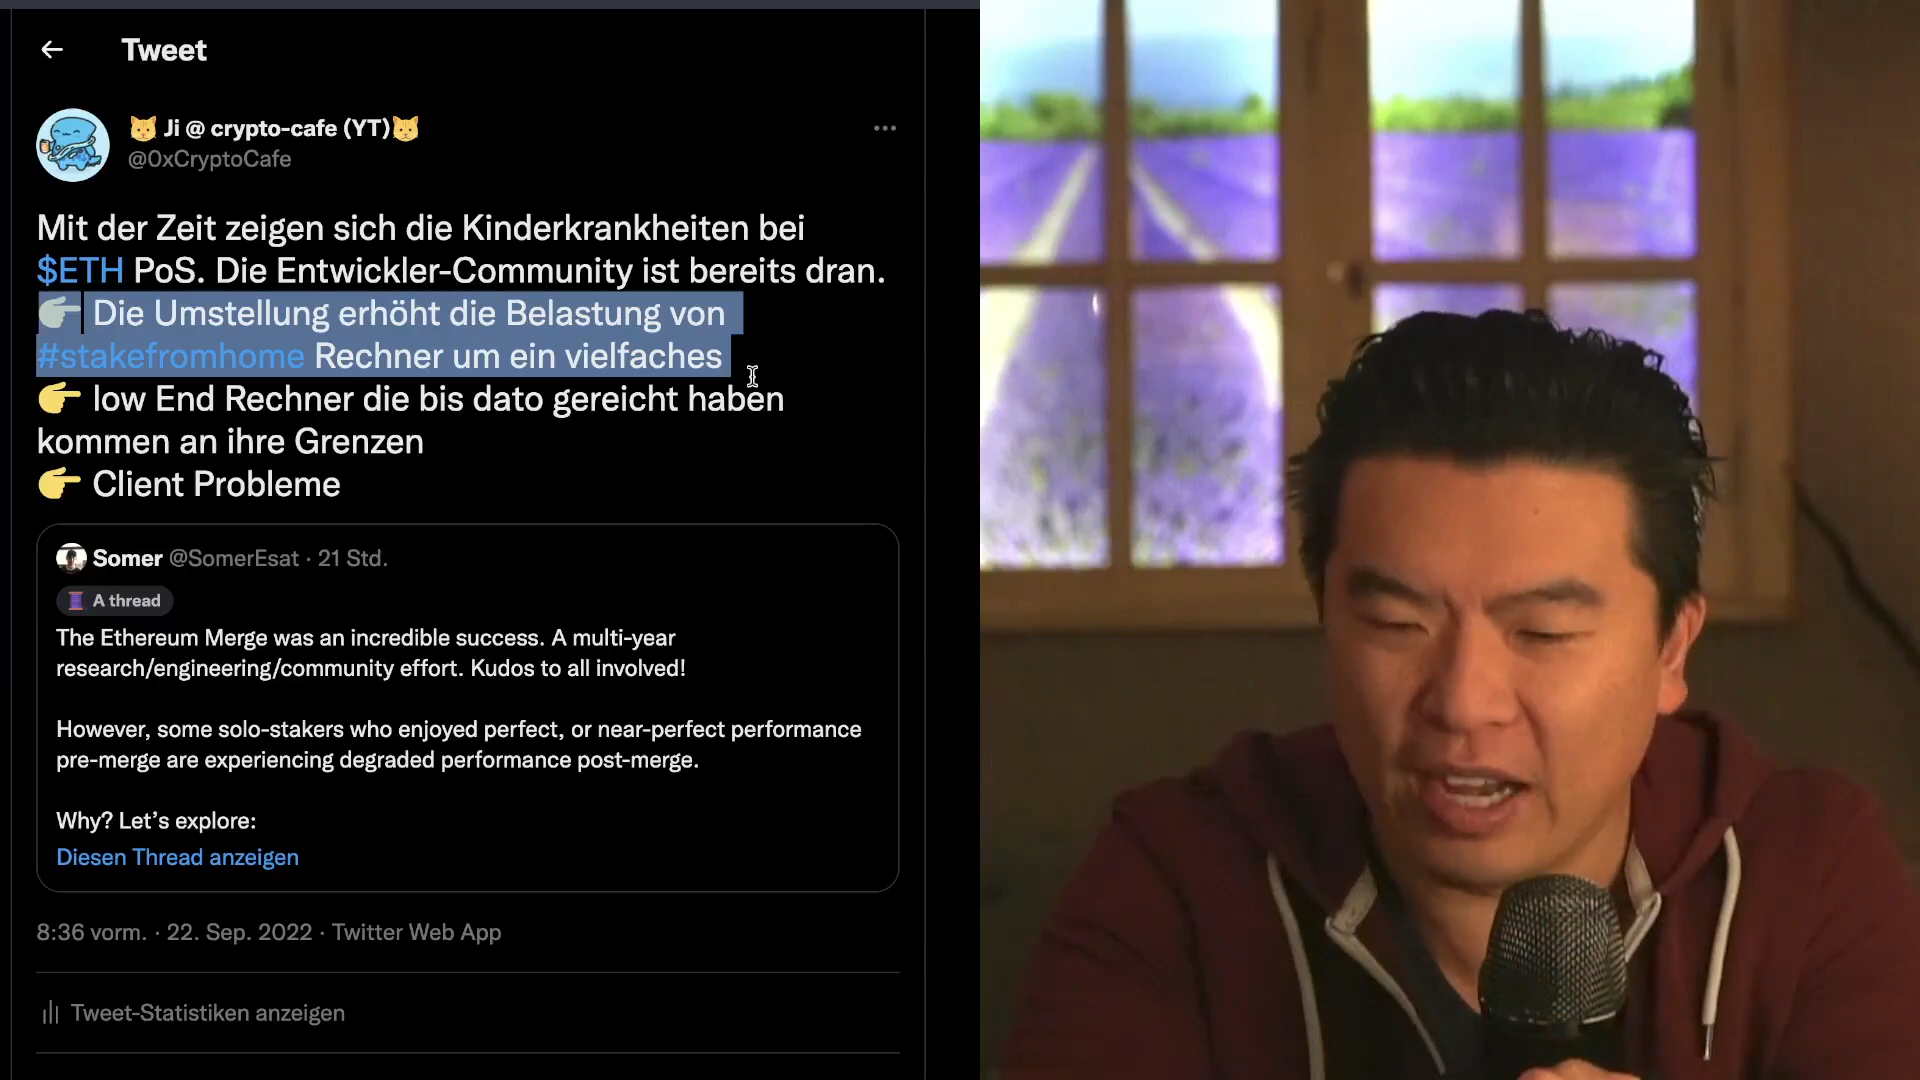 Tweet
Ji @ crypto-cafe (YT)
@0xCryptoCafe
Mit der Zeit zeigen sich die Kinderkrankheiten bei
$ETH PoS. Die Entwickler-Community ist bereits dran.
👉 Die Umstellung erhöht die Belastung von
#stakefromhome Rechner um ein vielfaches
👉 low End Rechner die bis dato gereicht haben
kommen an ihre Grenzen
👉 Client Probleme
Somer @SomerEsat · 21 Std.
A thread
The Ethereum Merge was an incredible success. A multi-year
research/engineering/community effort. Kudos to all involved!
However, some solo-stakers who enjoyed perfect, or near-perfect performance
pre-merge are experiencing degraded performance post-merge.
Why? Let’s explore:
Diesen Thread anzeigen
8:36 vorm. · 22. Sep. 2022 · Twitter Web App
Tweet-Statistiken anzeigen